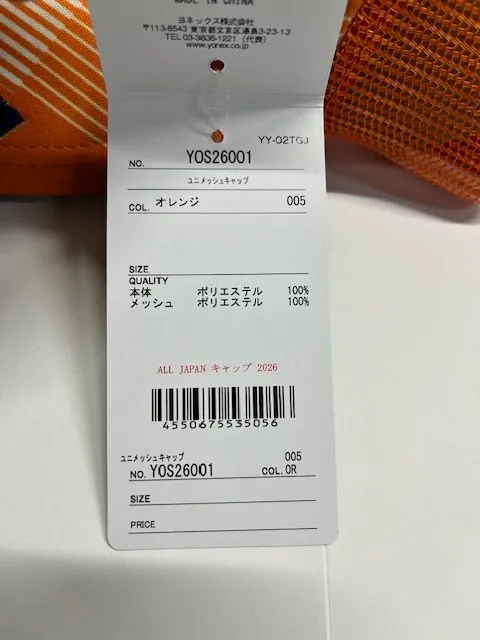 MADE IN CHINA
ヨネックス株式会社
〒113-8543 東京都文京区湯島3-23-13
TEL 03-3836-1221 (代表)
www.yonex.co.jp
YY-02TGJ
NO. YOS26001
ユニメッシュキャップ
COL. オレンジ 005
SIZE
QUALITY
本体 ポリエステル 100%
メッシュ ポリエステル 100%
ALL JAPAN キャップ 2026
4550675535056
ユニメッシュキャップ 005
NO. YOS26001 COL. OR
SIZE
PRICE